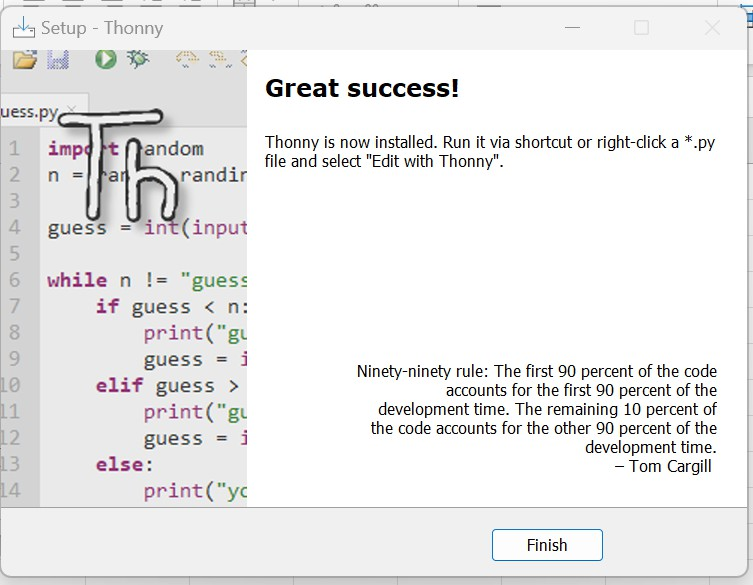 Setup - Thonny
uess.py
Th
Great success!
Thonny is now installed. Run it via shortcut or right-click a *.py
file and select "Edit with Thonny".
1 import random
2 n = ran randin
3
4 guess = int(input
5
6 while n != "guess
7 if guess < n:
8 print("gu
9 guess = i
10 elif guess >
11 print("gu
12 guess = i
13 else:
14 print("yo
Ninety-ninety rule: The first 90 percent of the code
accounts for the first 90 percent of the
development time. The remaining 10 percent of
the code accounts for the other 90 percent of the
development time.
– Tom Cargill
Finish